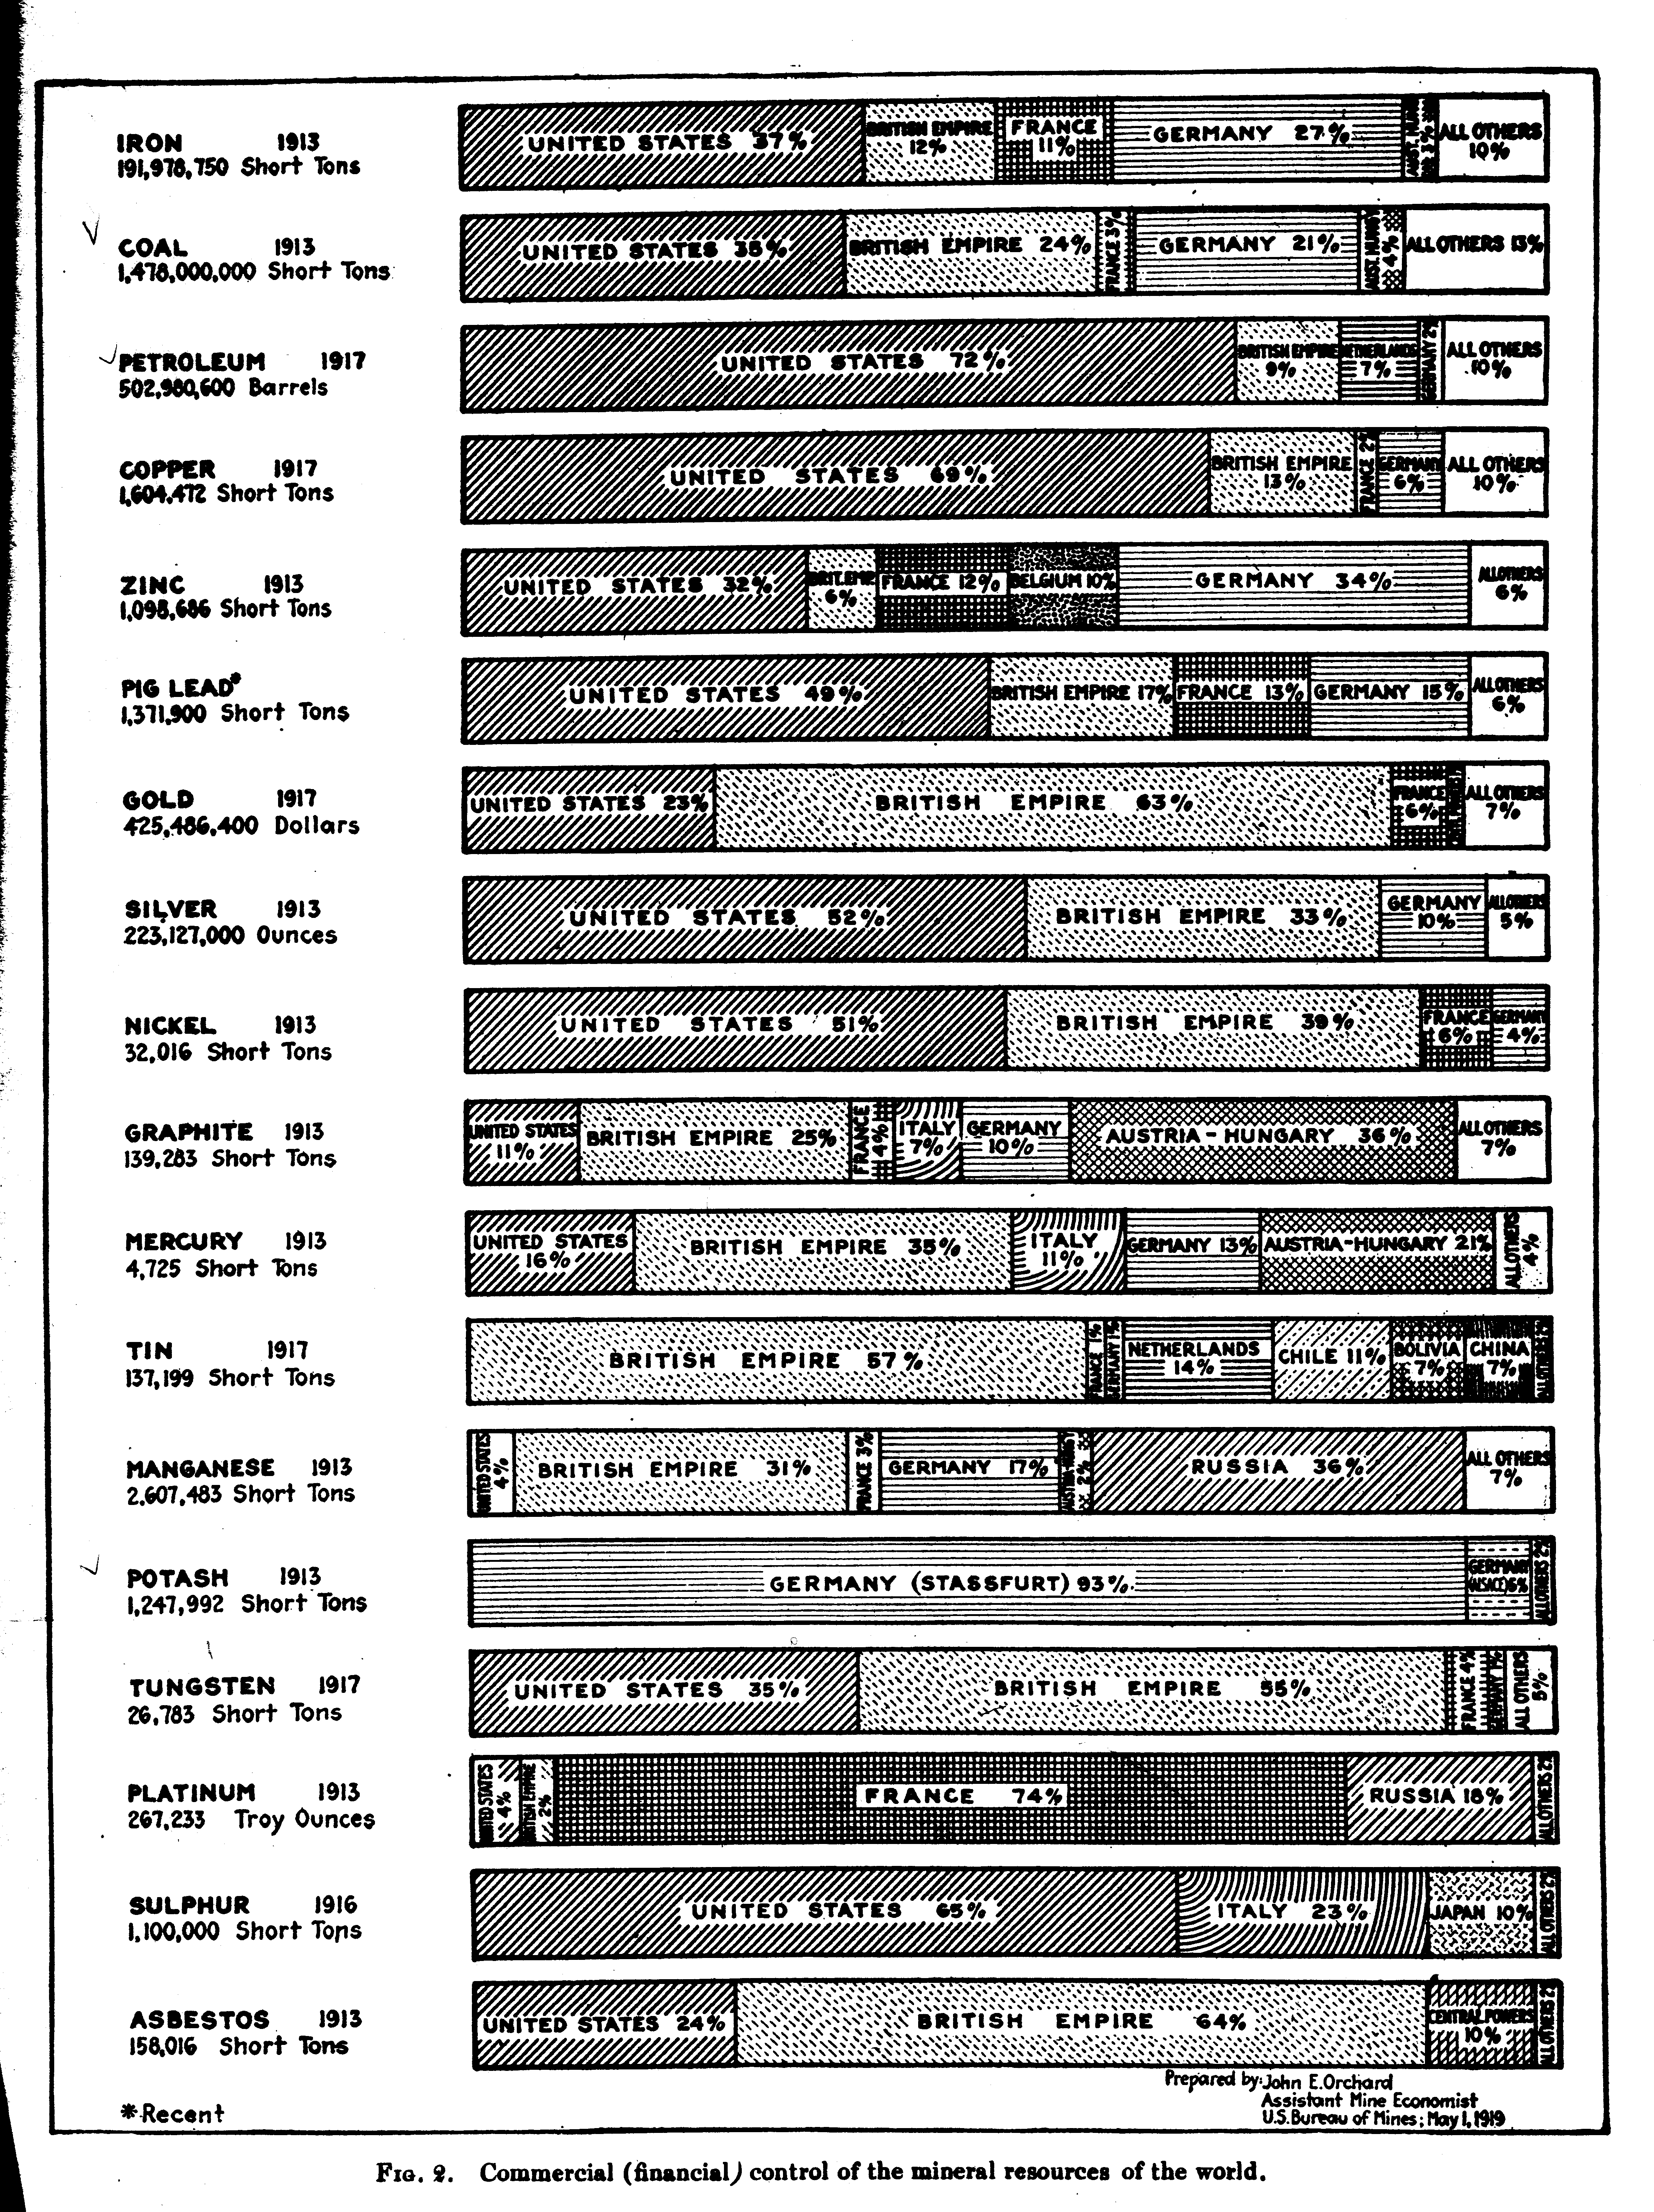 IRON 1913
191,978,750 Short Tons
UNITED STATES 37%
BRITISH EMPIRE
12%
FRANCE
11%
GERMANY 27%
AUST. HUNG.
3%
ALL OTHERS
10%
COAL 1913
1,478,000,000 Short Tons
UNITED STATES 35%
BRITISH EMPIRE 24%
FRANCE 3%
GERMANY 21%
AUST. HUNG'Y
4%
ALL OTHERS 13%
PETROLEUM 1917
502,980,600 Barrels
UNITED STATES 72%
BRITISH EMPIRE
9%
NETHERLANDS
7%
GERMANY 2%
ALL OTHERS
10%
COPPER 1917
1,604,472 Short Tons
UNITED STATES 69%
BRITISH EMPIRE
13%
FRANCE 2%
GERMANY
6%
ALL OTHERS
10%
ZINC 1913
1,098,686 Short Tons
UNITED STATES 32%
BRIT. EMP.
6%
FRANCE 12%
BELGIUM 10%
GERMANY 34%
ALL OTHERS
6%
PIG LEAD*
1,371,900 Short Tons
UNITED STATES 49%
BRITISH EMPIRE 17%
FRANCE 13%
GERMANY 15%
ALL OTHERS
6%
GOLD 1917
425,486,400 Dollars
UNITED STATES 23%
BRITISH EMPIRE 63%
FRANCE
6%
ALL OTHERS
7%
SILVER 1913
223,127,000 Ounces
UNITED STATES 52%
BRITISH EMPIRE 33%
GERMANY
10%
ALL OTHERS
5%
NICKEL 1913
32,016 Short Tons
UNITED STATES 51%
BRITISH EMPIRE 39%
FRANCE
6%
GERMANY
4%
GRAPHITE 1913
139,283 Short Tons
UNITED STATES
11%
BRITISH EMPIRE 25%
FRANCE
4%
ITALY
7%
GERMANY
10%
AUSTRIA-HUNGARY 36%
ALL OTHERS
7%
MERCURY 1913
4,725 Short Tons
UNITED STATES
16%
BRITISH EMPIRE 35%
ITALY
11%
GERMANY 13%
AUSTRIA-HUNGARY 21%
ALL OTHERS
4%
TIN 1917
137,199 Short Tons
BRITISH EMPIRE 57%
FRANCE 1%
GERMANY 1%
NETHERLANDS
14%
CHILE 11%
BOLIVIA
7%
CHINA
7%
ALL OTHERS 2%
MANGANESE 1913
2,607,483 Short Tons
UNITED STATES
4%
BRITISH EMPIRE 31%
FRANCE 3%
GERMANY 17%
AUSTRIA-HUNG'Y
2%
RUSSIA 36%
ALL OTHERS
7%
POTASH 1913
1,247,992 Short Tons
GERMANY (STASSFURT) 93%
GERMANY
(ALSACE) 6%
ALL OTHERS 2%
TUNGSTEN 1917
26,783 Short Tons
UNITED STATES 35%
BRITISH EMPIRE 55%
FRANCE 4%
GERMANY 1%
ALL OTHERS
5%
PLATINUM 1913
267,233 Troy Ounces
UNITED STATES
4%
BRITISH EMPIRE
2%
FRANCE 74%
RUSSIA 18%
ALL OTHERS 2%
SULPHUR 1916
1,100,000 Short Tons
UNITED STATES 65%
ITALY 23%
JAPAN 10%
ALL OTHERS 2%
ASBESTOS 1913
158,016 Short Tons
UNITED STATES 24%
BRITISH EMPIRE 64%
CENTRAL POWERS
10%
ALL OTHERS 2%
Prepared by: John E. Orchard
Assistant Mine Economist
U.S. Bureau of Mines; May 1, 1919
*Recent
FIG. 2. Commercial (financial) control of the mineral resources of the world.